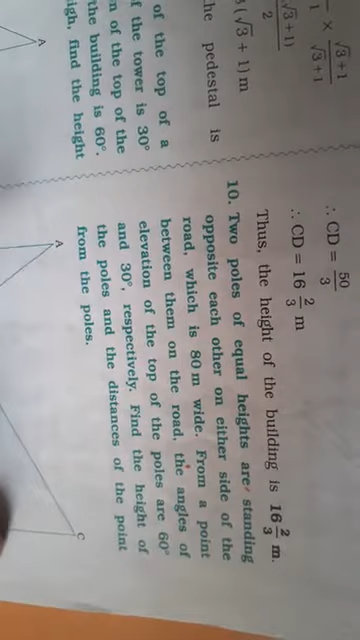 √3+1
√3+1
×
√3+1)
2
(√3 + 1) m
he pedestal is
of the top of a
f the tower is 30°
n of the top of the
the building is 60°.
igh, find the height
A
∴ CD = 50/3
∴ CD = 16 2/3 m
Thus, the height of the building is 16 2/3 m.
10. Two poles of equal heights are standing
opposite each other on either side of the
road, which is 80 m wide. From a point
between them on the road, the angles of
elevation of the top of the poles are 60°
and 30°, respectively. Find the height of
the poles and the distances of the point
from the poles.
A
C